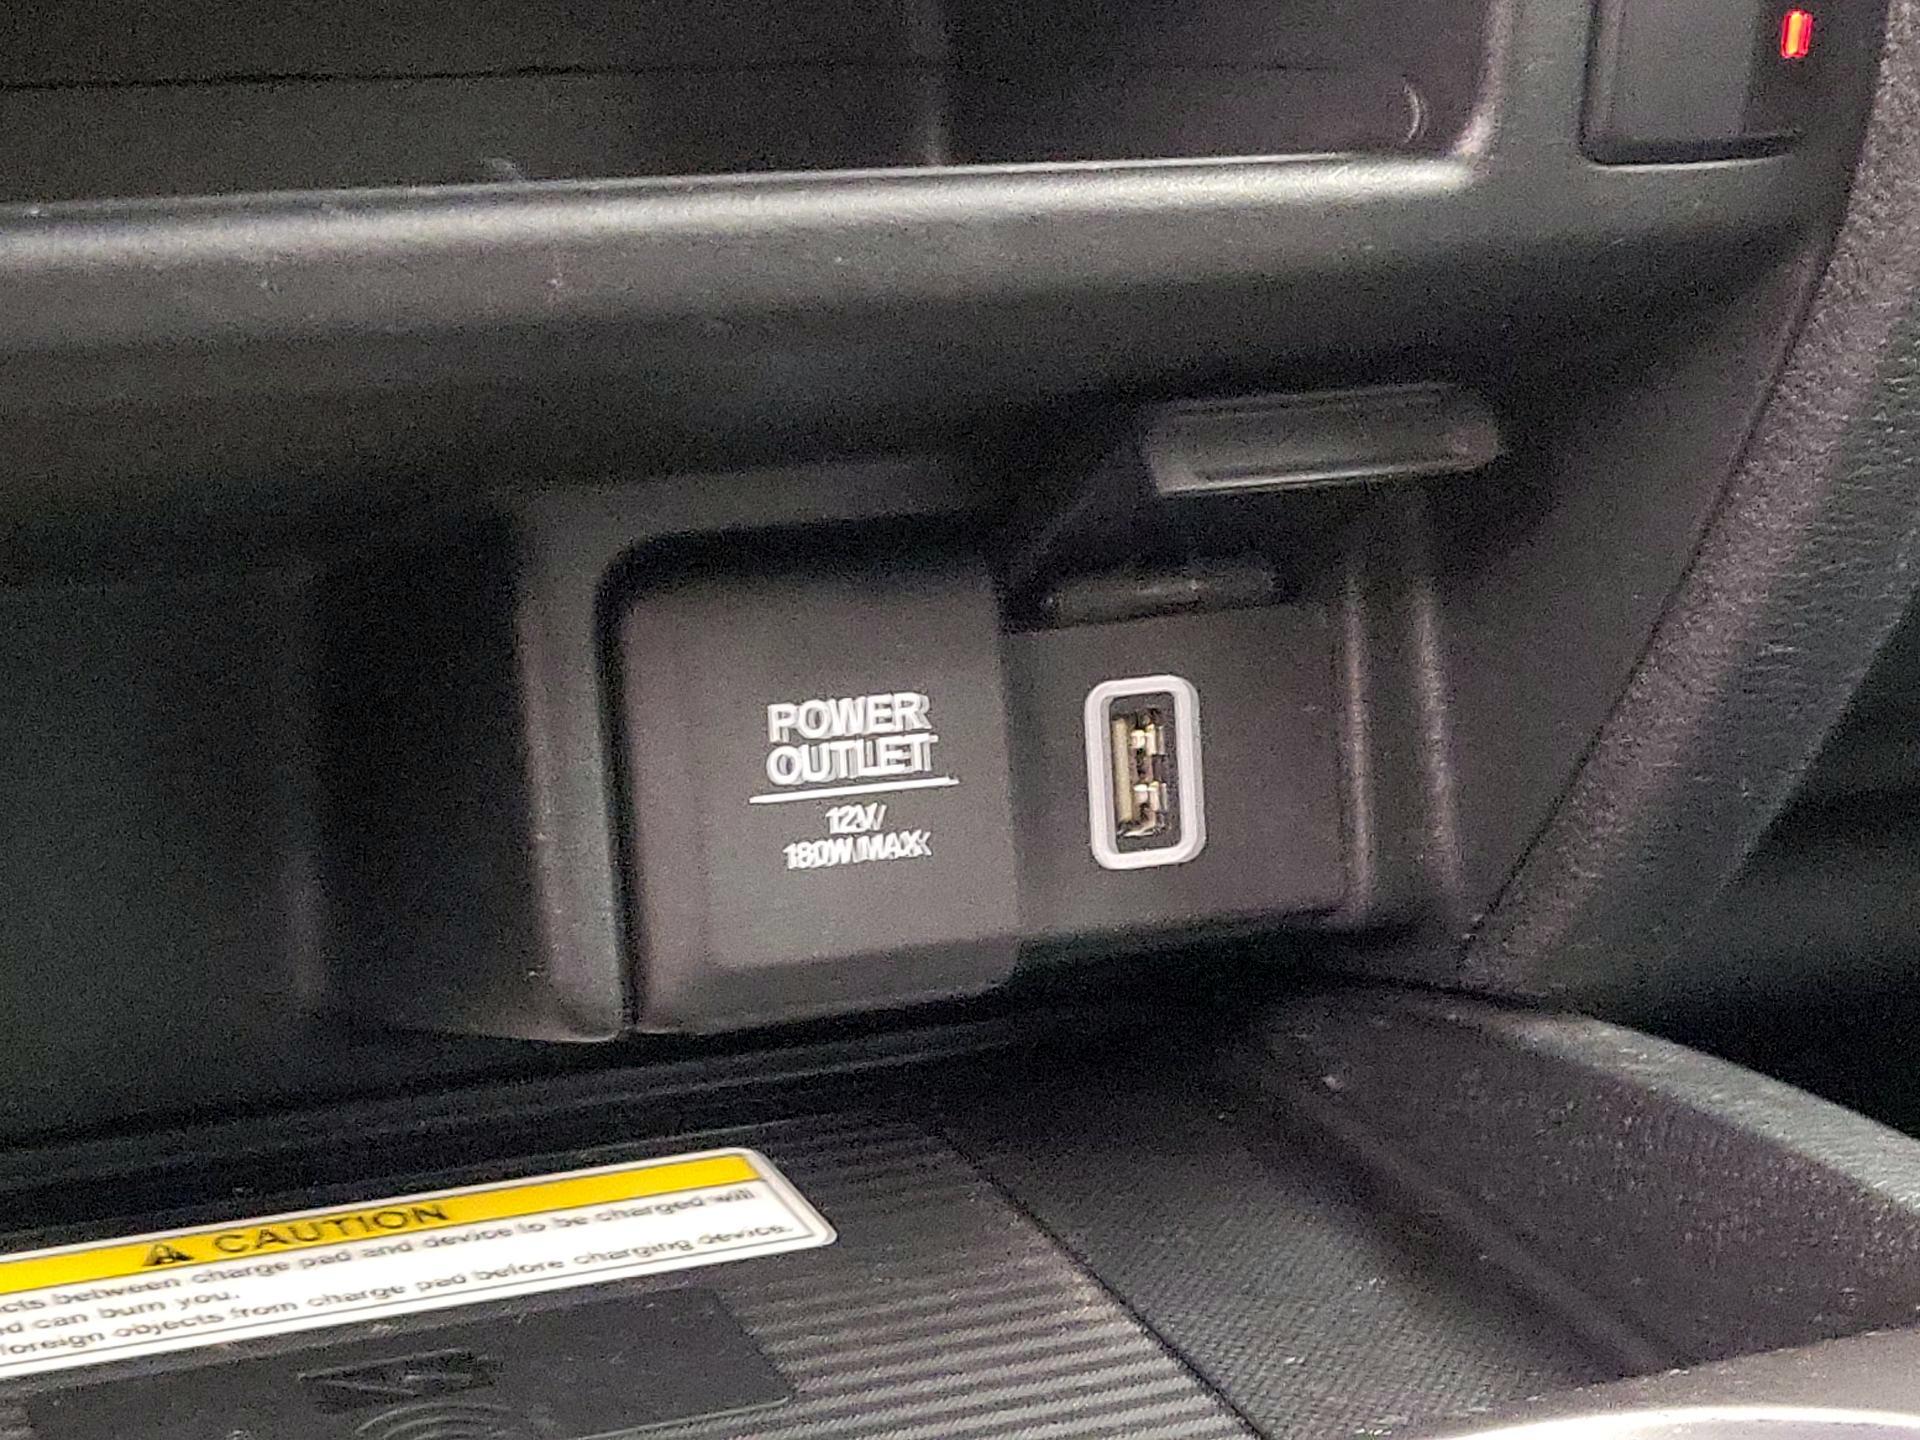 POWER
OUTLET
12V/
180W MAX
CAUTION
between charge pad and device to be charged will
can burn you.
foreign objects from charge pad before charging device.